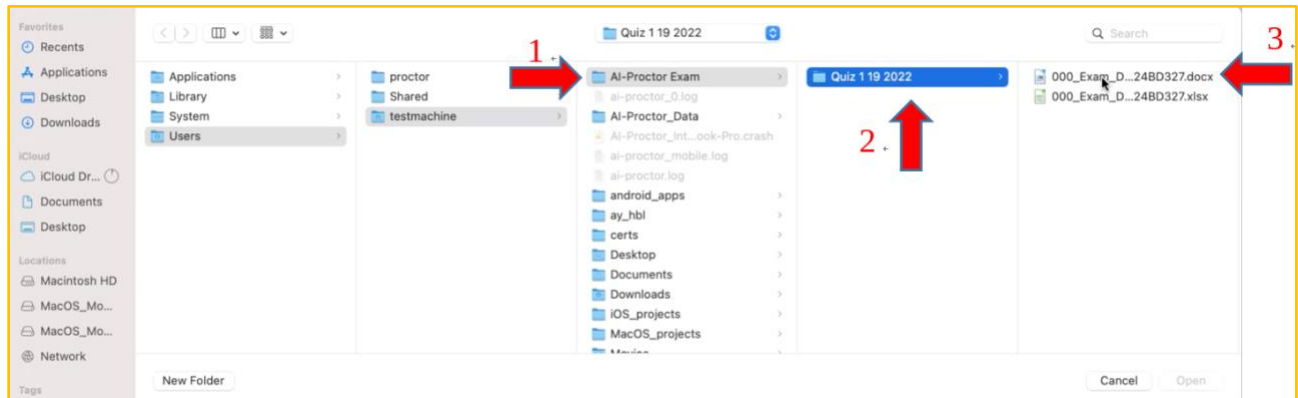 Favorites
Recents
Applications
Desktop
Downloads
iCloud
iCloud Dr...
Documents
Desktop
Locations
Macintosh HD
MacOS_Mo...
MacOS_Mo...
Network
Tags
Quiz 1 19 2022
Search
1
3
Applications
Library
System
Users
proctor
Shared
testmachine
AI-Proctor Exam
ai-proctor_0.log
AI-Proctor_Data
AI-Proctor_Int...ook-Pro.crash
ai-proctor_mobile.log
ai-proctor.log
android_apps
ay_hbl
certs
Desktop
Documents
Downloads
iOS_projects
MacOS_projects
Quiz 1 19 2022
2
000_Exam_D...24BD327.docx
000_Exam_D...24BD327.xlsx
New Folder
Cancel
Open